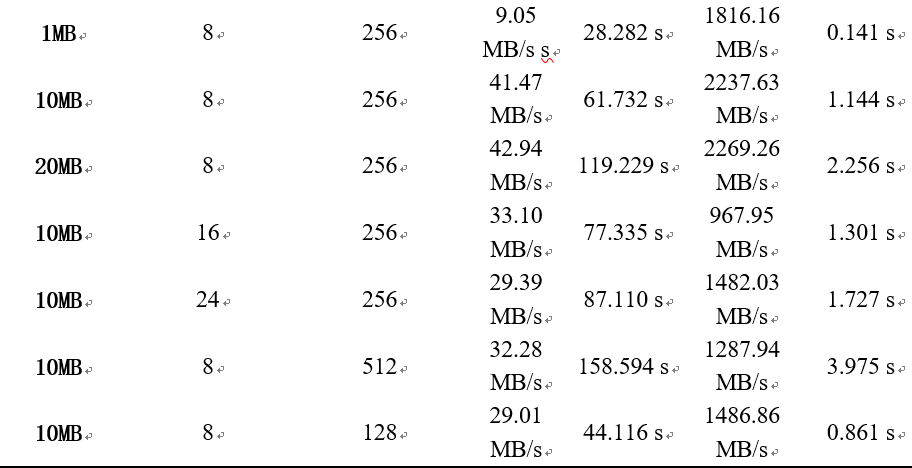 1MB 8 256 9.05 MB/s s 28.282 s 1816.16 MB/s 0.141 s
10MB 8 256 41.47 MB/s 61.732 s 2237.63 MB/s 1.144 s
20MB 8 256 42.94 MB/s 119.229 s 2269.26 MB/s 2.256 s
10MB 16 256 33.10 MB/s 77.335 s 967.95 MB/s 1.301 s
10MB 24 256 29.39 MB/s 87.110 s 1482.03 MB/s 1.727 s
10MB 8 512 32.28 MB/s 158.594 s 1287.94 MB/s 3.975 s
10MB 8 128 29.01 MB/s 44.116 s 1486.86 MB/s 0.861 s